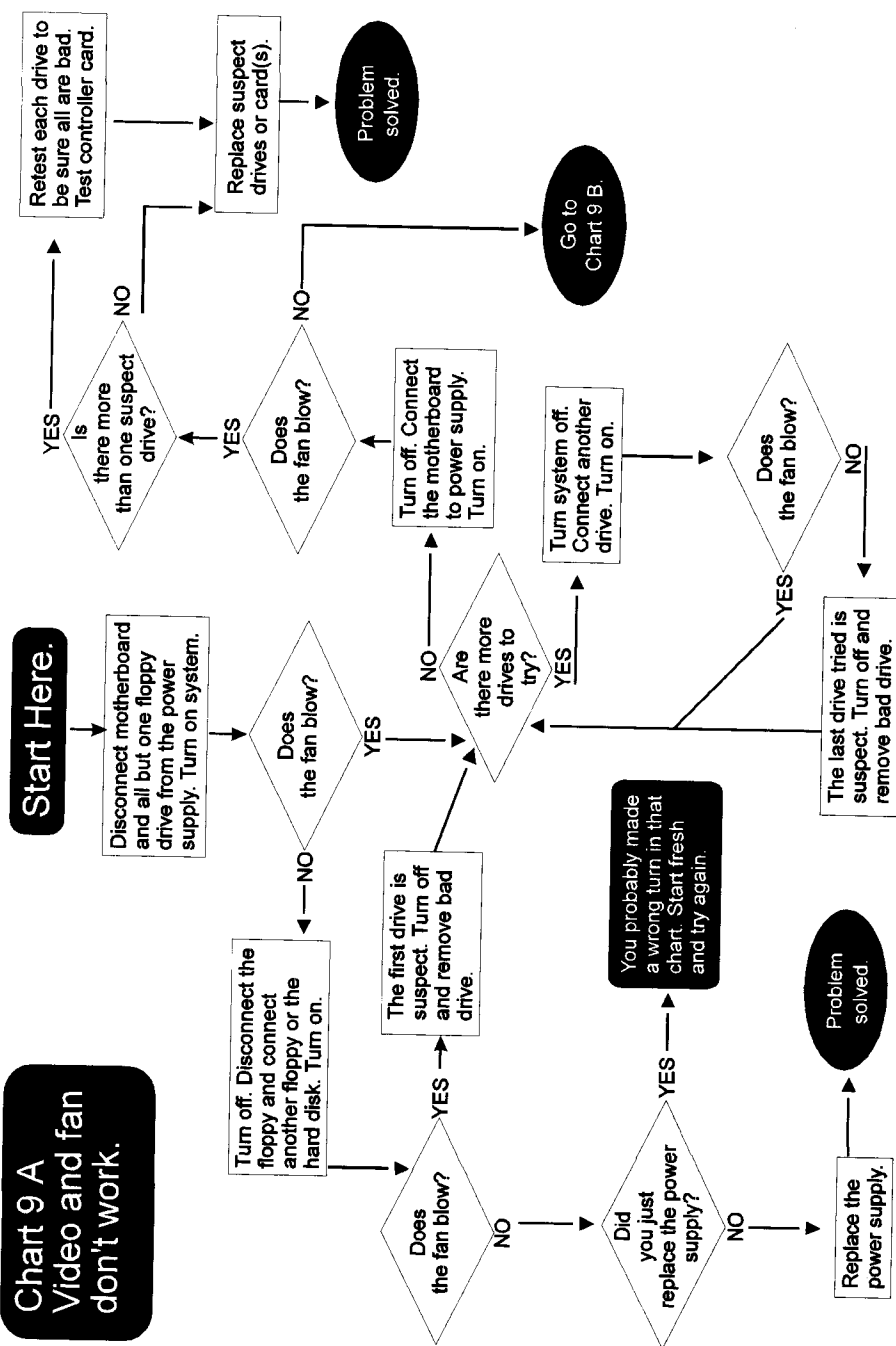 Chart 9 A
Video and fan
don't work.
Start Here.
Disconnect motherboard
and all but one floppy
drive from the power
supply. Turn on system.
Does
the fan blow?
NO
YES
Turn off. Disconnect the
floppy and connect
another floppy or the
hard disk. Turn on.
Does
the fan blow?
YES
NO
The first drive is
suspect. Turn off
and remove bad
drive.
Did
you just
replace the power
supply?
YES
NO
You probably made
a wrong turn in that
chart. Start fresh
and try again.
Replace the
power supply.
Problem
solved.
Are
there more
drives to
try?
NO
YES
Turn off. Connect
the motherboard
to power supply.
Turn on.
Does
the fan blow?
YES
NO
Is
there more
than one suspect
drive?
YES
NO
Retest each drive to
be sure all are bad.
Test controller card.
Replace suspect
drives or card(s).
Problem
solved.
Go to
Chart 9 B.
Turn system off.
Connect another
drive. Turn on.
Does
the fan blow?
YES
NO
The last drive tried is
suspect. Turn off and
remove bad drive.